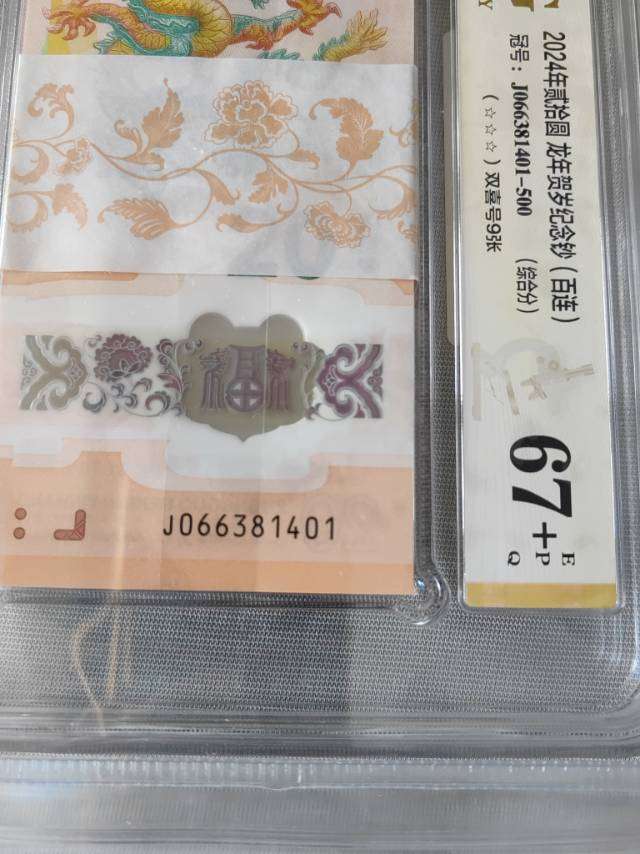 J066381401
2024年贰拾圆 龙年贺岁纪念钞(百连)
冠号:J066381401-500 (综合分)
(☆☆☆)双喜号9张
67+
E
P
Q
Y
福